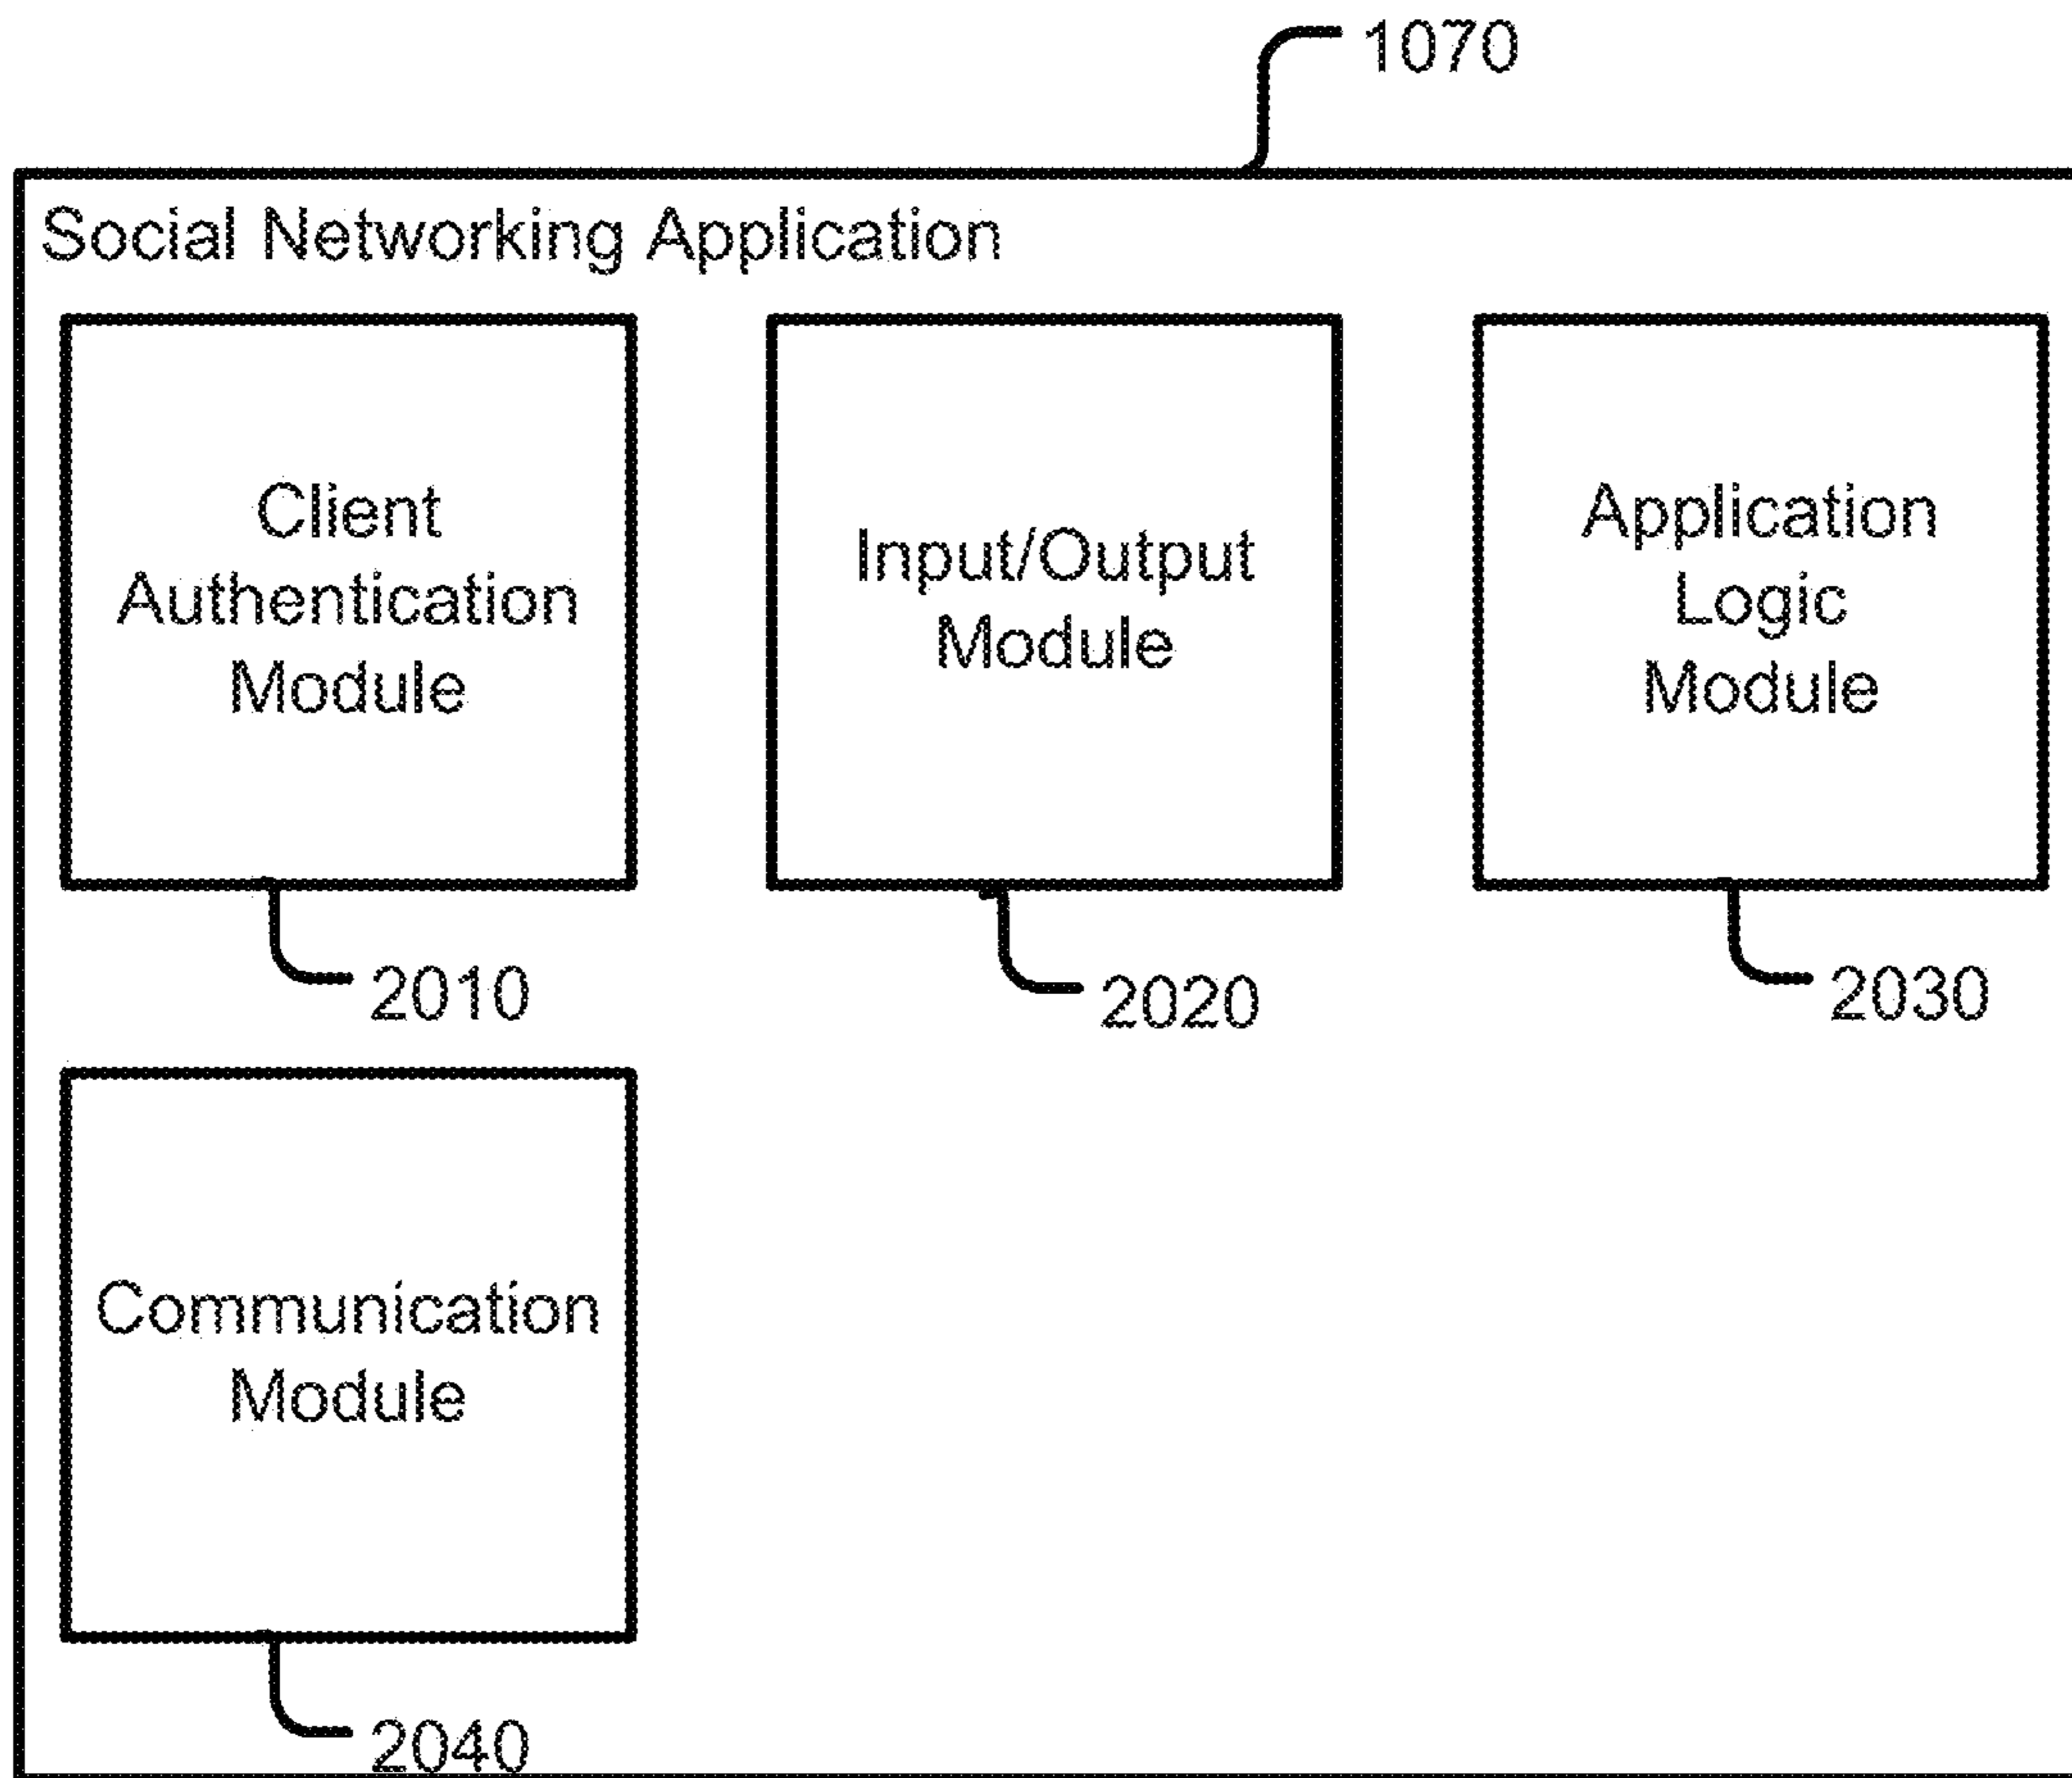 1070
Social Networking Application
Client
Authentication
Module
Input/Output
Module
Application
Logic
Module
2010
2020
2030
Communication
Module
2040